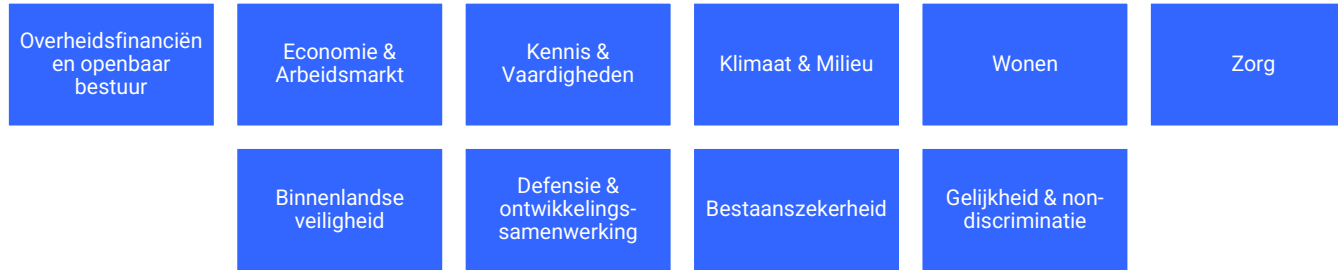 Overheidsfinanciën
en openbaar
bestuur
Economie &
Arbeidsmarkt
Kennis &
Vaardigheden
Klimaat & Milieu
Wonen
Zorg
Binnenlandse
veiligheid
Defensie &
ontwikkelings-
samenwerking
Bestaanszekerheid
Gelijkheid & non-
discriminatie